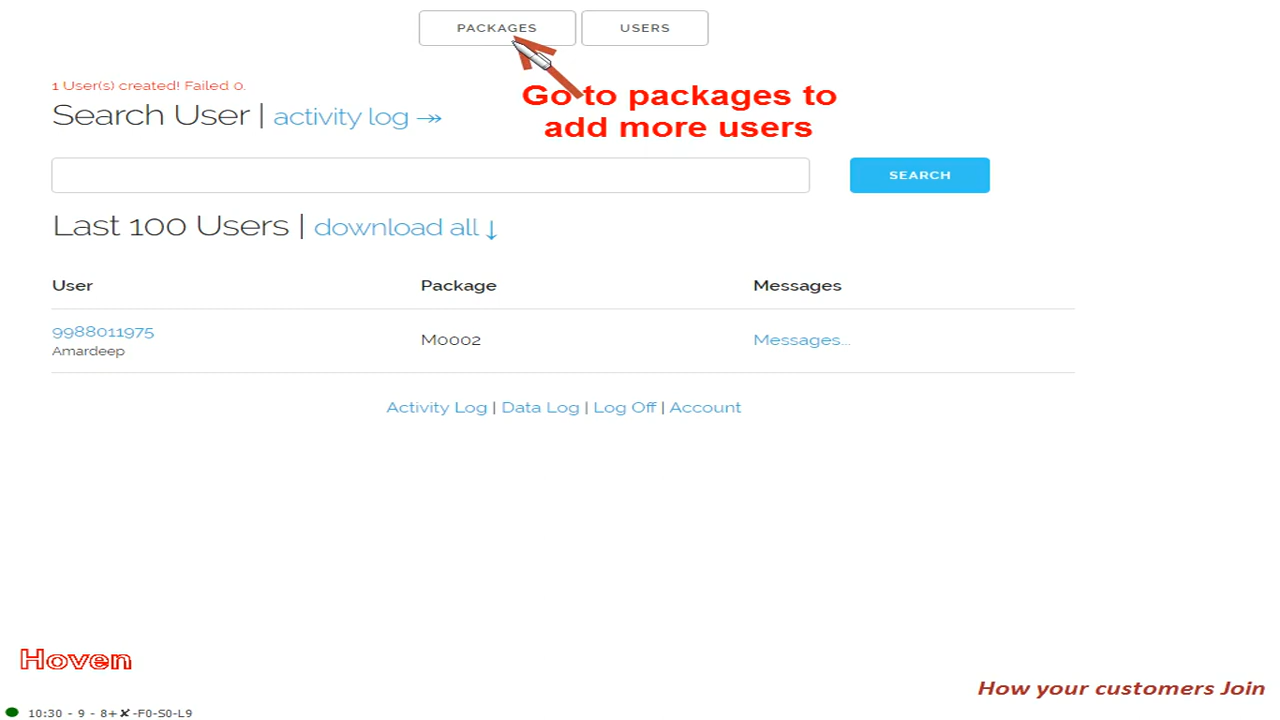 PACKAGES USERS
1 User(s) created! Failed 0.
Search User | activity log ->>
Go to packages to
add more users
SEARCH
Last 100 Users | download all ↓
User Package Messages
9988011975
Amardeep
M0002
Messages...
Activity Log | Data Log | Log Off | Account
Hoven
How your customers Join
10:30 - 9 - 8+✘-F0-S0-L9